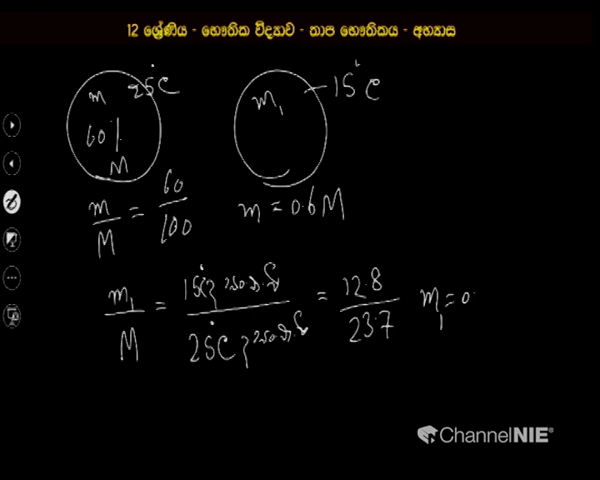 12 ශ්‍රේණිය - භෞතික විද්‍යාව - තාප භෞතිකය - අභ්‍යාස
m 25°C
60%
M
m₁ 15°C
m/M = 60/100 m = 0.6M
m₁/M = 15°C ද / 25°C ද = 12.8/23.7 m₁ = 0.
ChannelNIE®